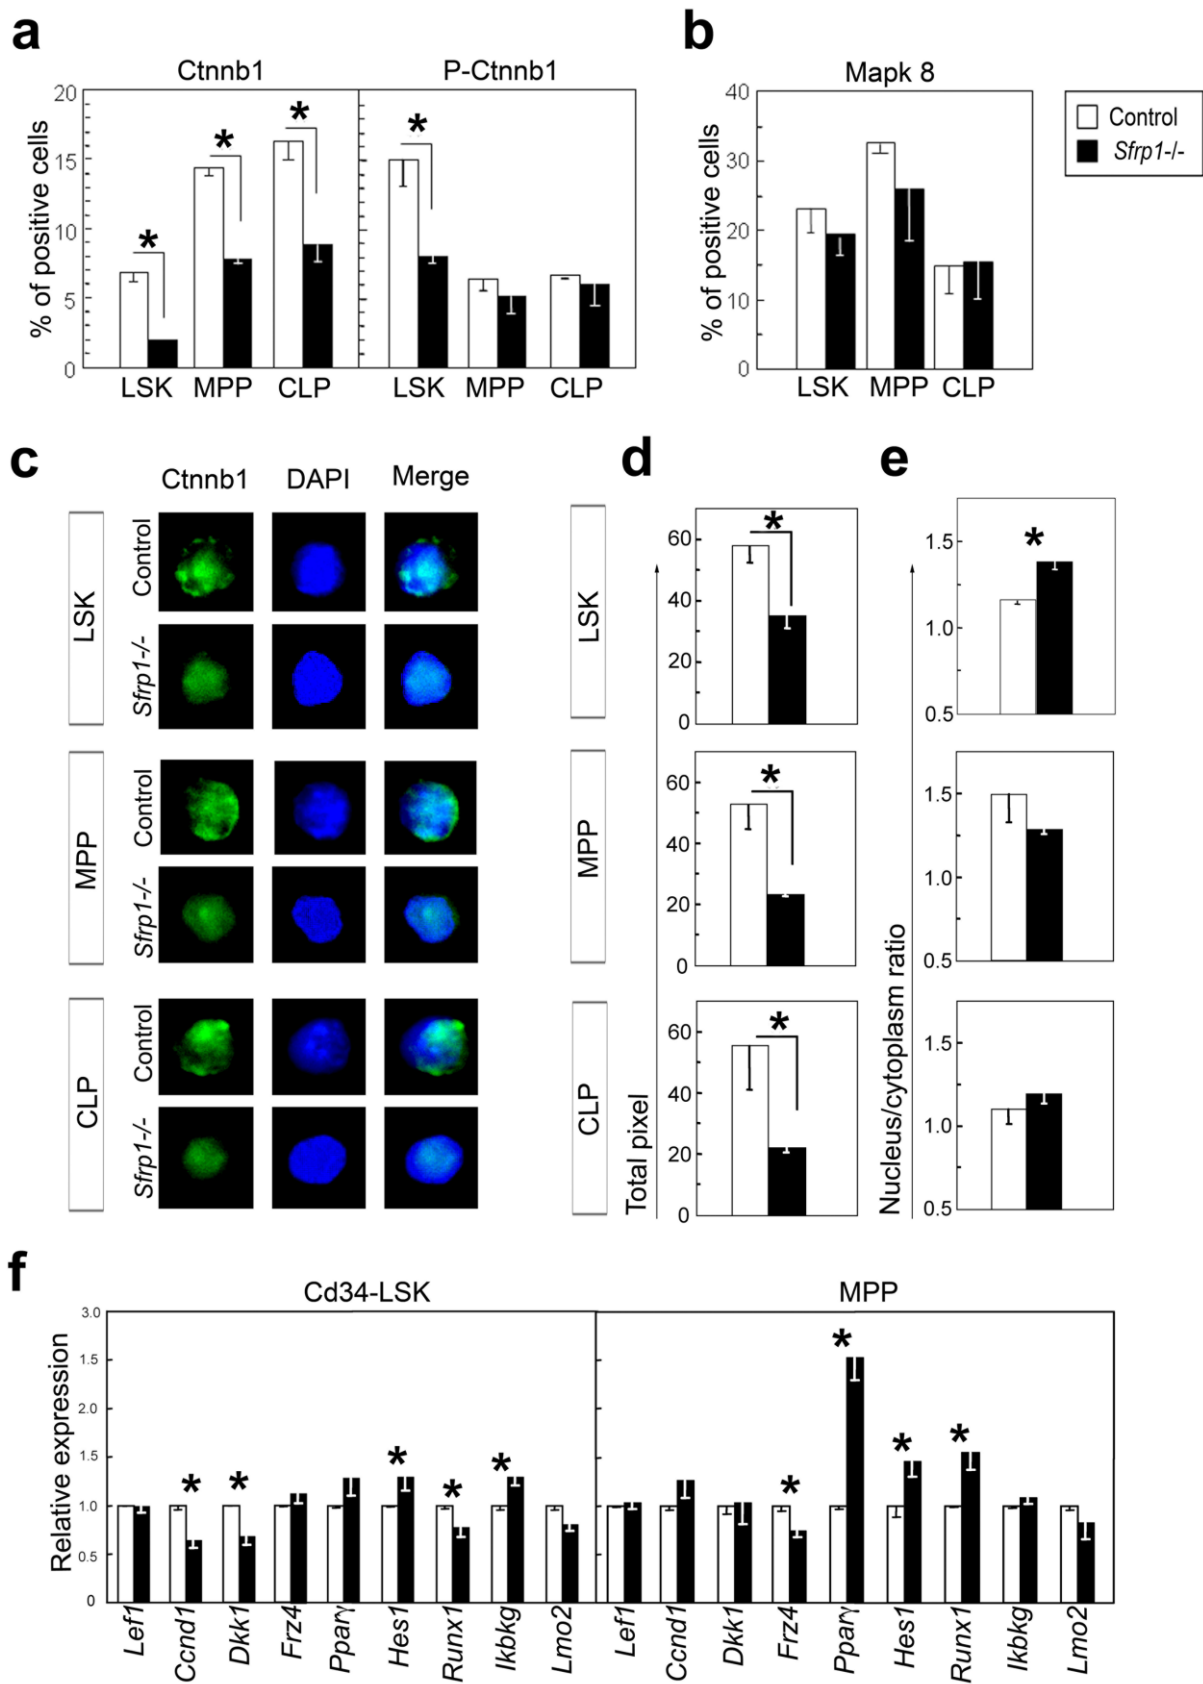 a
Ctnnb1 P-Ctnnb1
% of positive cells
20
15
10
5
0
* * * *
LSK MPP CLP LSK MPP CLP
b
Mapk 8
% of positive cells
40
30
20
10
0
LSK MPP CLP
Control
Sfrp1-/-
c
Ctnnb1 DAPI Merge
LSK
Control
Sfrp1-/-
MPP
Control
Sfrp1-/-
CLP
Control
Sfrp1-/-
d
LSK
MPP
CLP
Total pixel
60
40
20
0
*
60
40
20
0
*
60
40
20
0
*
e
Nucleus/cytoplasm ratio
1.5
1.0
0.5
*
1.5
1.0
0.5
1.5
1.0
0.5
f
Cd34-LSK MPP
Relative expression
3.0
1.5
2.0
1.5
1.0
0.5
0
* * * * * * * * *
Lef1 Ccnd1 Dkk1 Frz4 Pparγ Hes1 Runx1 Ikbkg Lmo2 Lef1 Ccnd1 Dkk1 Frz4 Pparγ Hes1 Runx1 Ikbkg Lmo2